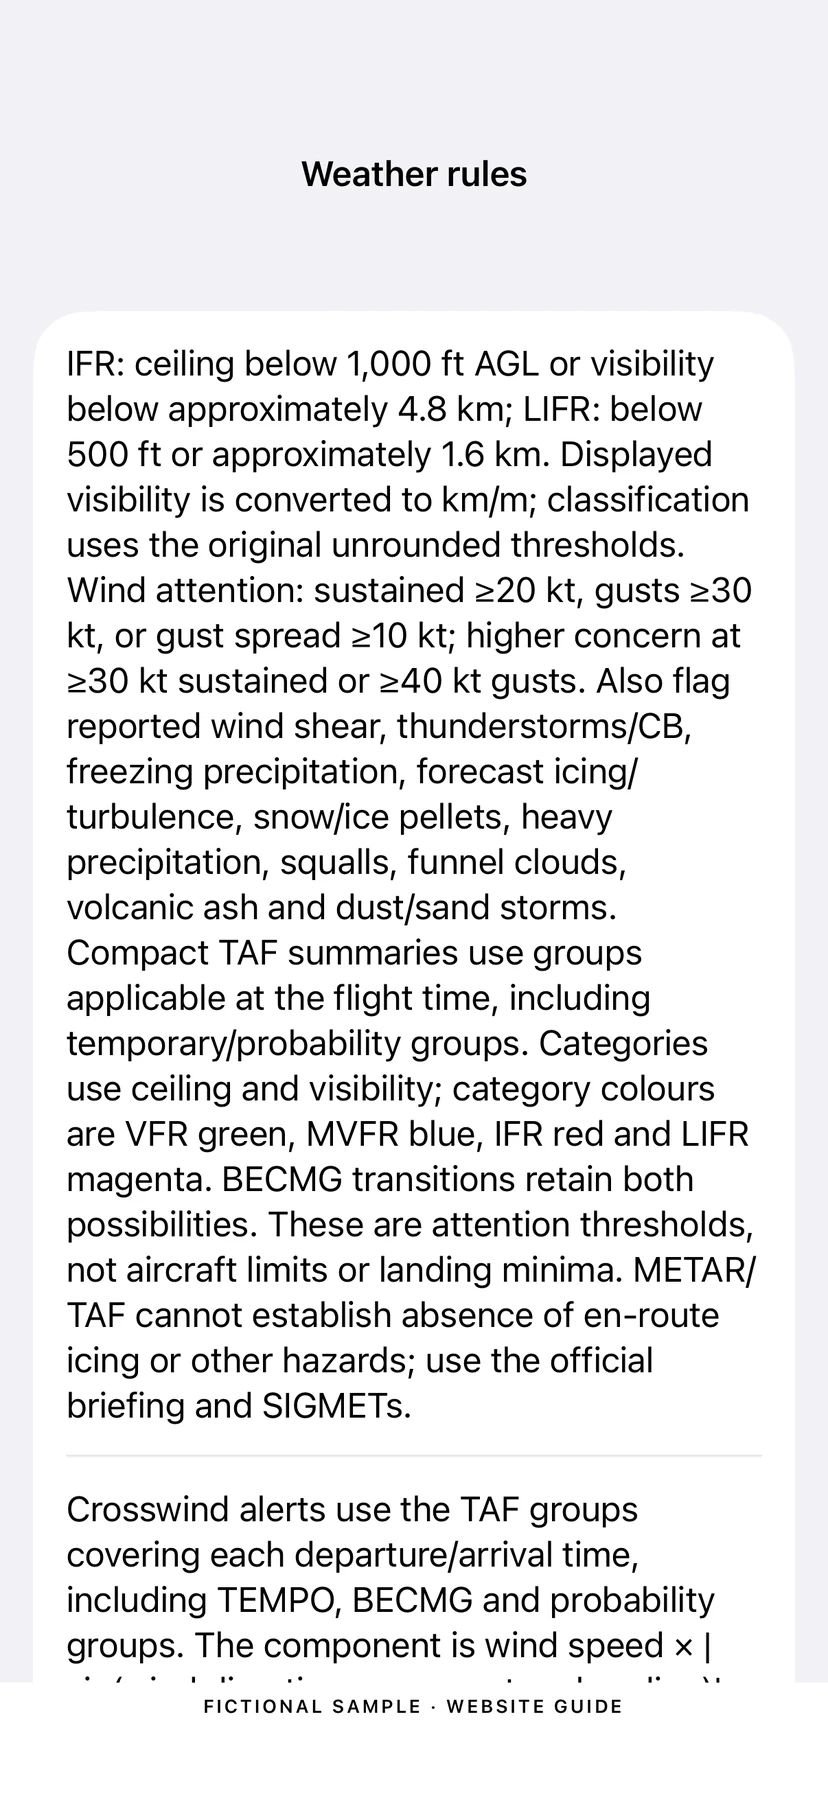 Weather rules
IFR: ceiling below 1,000 ft AGL or visibility
below approximately 4.8 km; LIFR: below
500 ft or approximately 1.6 km. Displayed
visibility is converted to km/m; classification
uses the original unrounded thresholds.
Wind attention: sustained ≥20 kt, gusts ≥30
kt, or gust spread ≥10 kt; higher concern at
≥30 kt sustained or ≥40 kt gusts. Also flag
reported wind shear, thunderstorms/CB,
freezing precipitation, forecast icing/
turbulence, snow/ice pellets, heavy
precipitation, squalls, funnel clouds,
volcanic ash and dust/sand storms.
Compact TAF summaries use groups
applicable at the flight time, including
temporary/probability groups. Categories
use ceiling and visibility; category colours
are VFR green, MVFR blue, IFR red and LIFR
magenta. BECMG transitions retain both
possibilities. These are attention thresholds,
not aircraft limits or landing minima. METAR/
TAF cannot establish absence of en-route
icing or other hazards; use the official
briefing and SIGMETs.
Crosswind alerts use the TAF groups
covering each departure/arrival time,
including TEMPO, BECMG and probability
groups. The component is wind speed × |
FICTIONAL SAMPLE · WEBSITE GUIDE